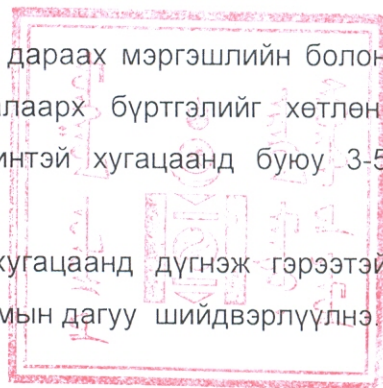 дараах мэргэшлийн болон
лаарх бүртгэлийг хөтлөн
интэй хугацаанд буюу 3-5
хугацаанд дүгнэж гэрээтэй
мын дагуу шийдвэрлүүлнэ.